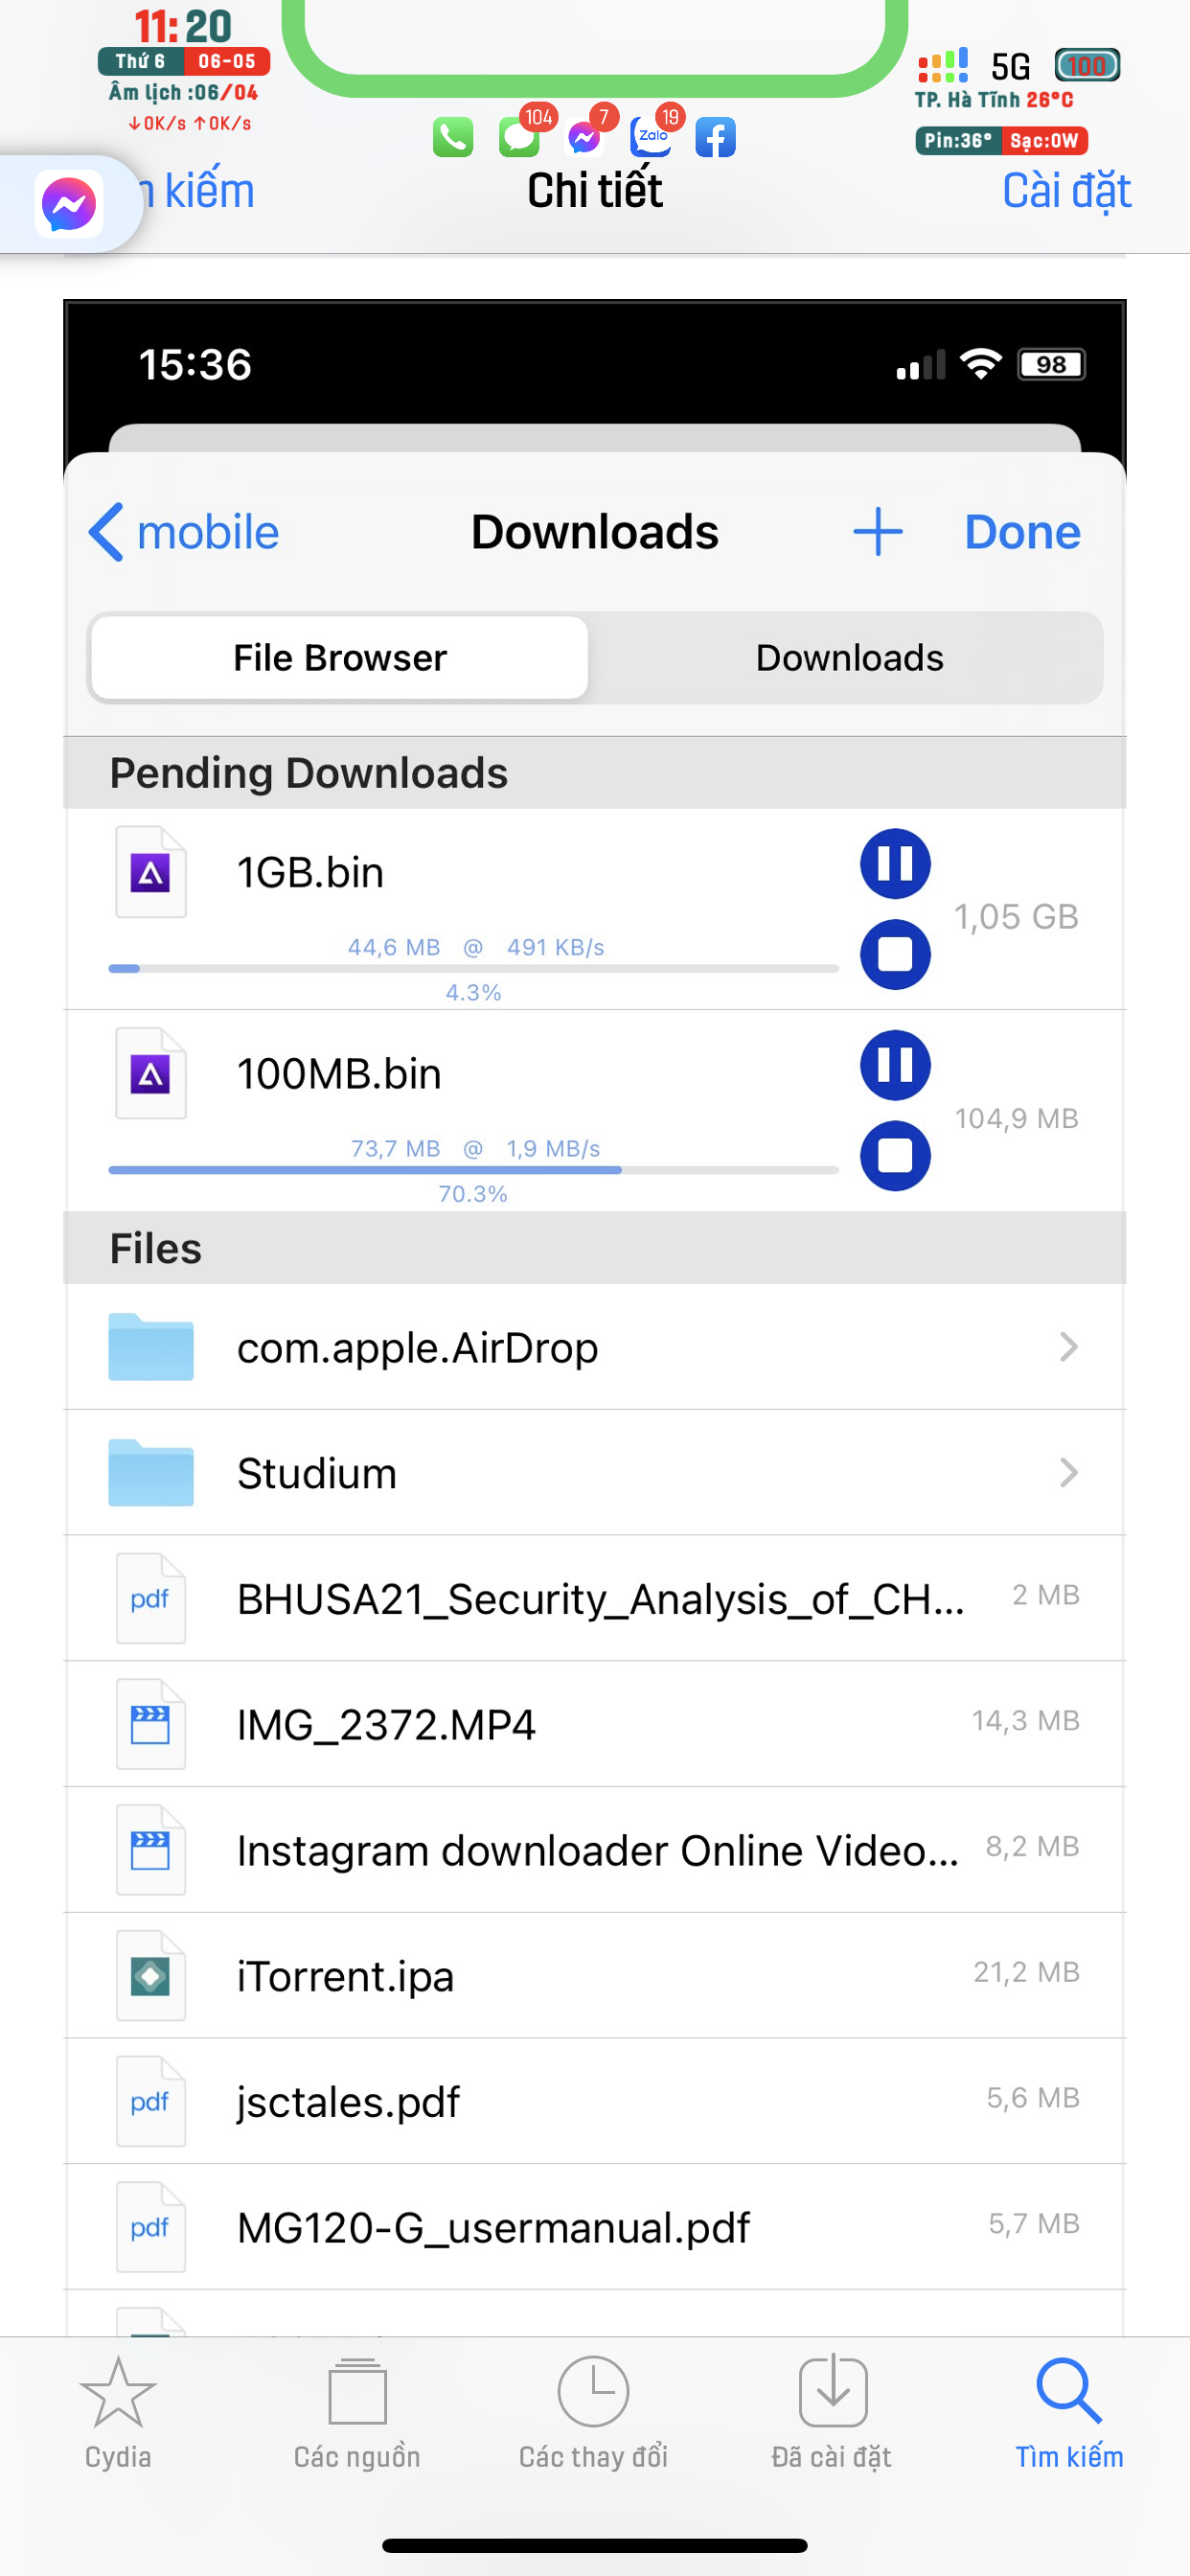 11: 20
Thứ 6 06-05
Âm lịch :06/04
↓0K/s ↑0K/s
104
7
19
Zalo
5G
100
TP. Hà Tĩnh 26°C
Pin:36° Sạc:0W
kiếm
Chi tiết
Cài đặt
15:36
98
mobile
Downloads
Done
File Browser
Downloads
Pending Downloads
1GB.bin
1,05 GB
44,6 MB @ 491 KB/s
4.3%
100MB.bin
104,9 MB
73,7 MB @ 1,9 MB/s
70.3%
Files
com.apple.AirDrop
Studium
pdf
BHUSA21_Security_Analysis_of_CH...
2 MB
IMG_2372.MP4
14,3 MB
Instagram downloader Online Video...
8,2 MB
iTorrent.ipa
21,2 MB
pdf
jsctales.pdf
5,6 MB
pdf
MG120-G_usermanual.pdf
5,7 MB
Cydia
Các nguồn
Các thay đổi
Đã cài đặt
Tìm kiếm